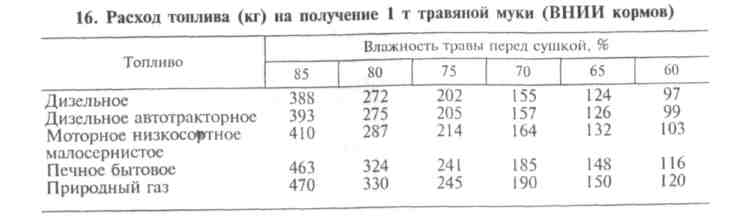 16. Расход топлива (кг) на получение 1 т травяной муки (ВНИИ кормов)
Топливо
Влажность травы перед сушкой, %
85 80 75 70 65 60
Дизельное 388 272 202 155 124 97
Дизельное автотракторное 393 275 205 157 126 99
Моторное низкосортное 410 287 214 164 132 103
малосернистое
Печное бытовое 463 324 241 185 148 116
Природный газ 470 330 245 190 150 120